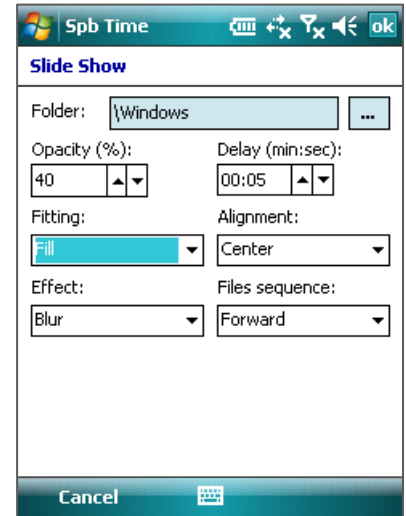 Spb Time ok
Slide Show
Folder: \Windows ...
Opacity (%): Delay (min:sec):
40 00:05
Fitting: Alignment:
Fill Center
Effect: Files sequence:
Blur Forward
Cancel